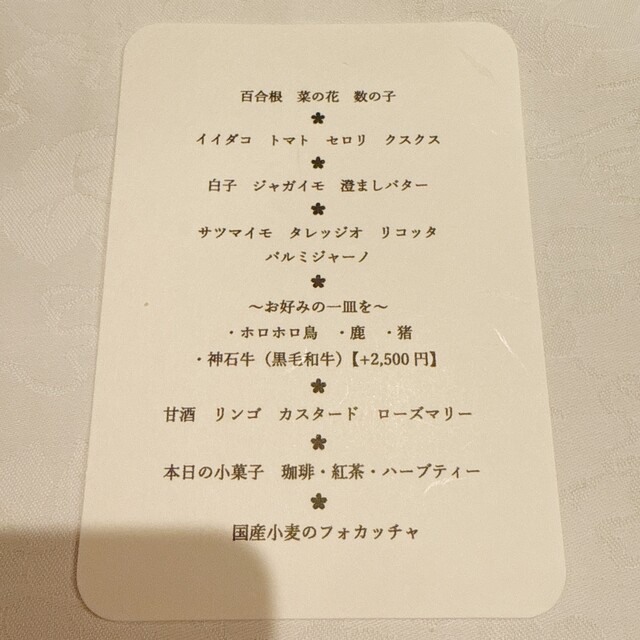 百合根　菜の花　数の子
イイダコ　トマト　セロリ　クスクス
白子　ジャガイモ　澄ましバター
サツマイモ　タレッジオ　リコッタ
パルミジャーノ
～お好みの一皿を～
・ホロホロ鳥　・鹿　・猪
・神石牛（黒毛和牛）【+2,500円】
甘酒　リンゴ　カスタード　ローズマリー
本日の小菓子　珈琲・紅茶・ハーブティー
国産小麦のフォカッチャ